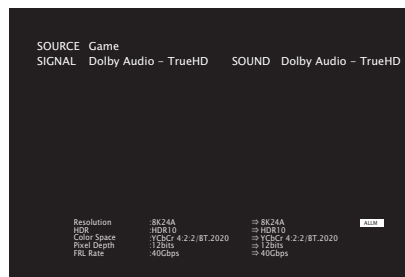 SOURCE Game
SIGNAL Dolby Audio – TrueHD SOUND Dolby Audio – TrueHD
Resolution :8K24A ⇒ 8K24A ALLM
HDR :HDR10 ⇒ HDR10
Color Space :YCbCr 4:2:2/BT.2020 ⇒ YCbCr 4:2:2/BT.2020
Pixel Depth :12bits ⇒ 12bits
FRL Rate :40Gbps ⇒ 40Gbps